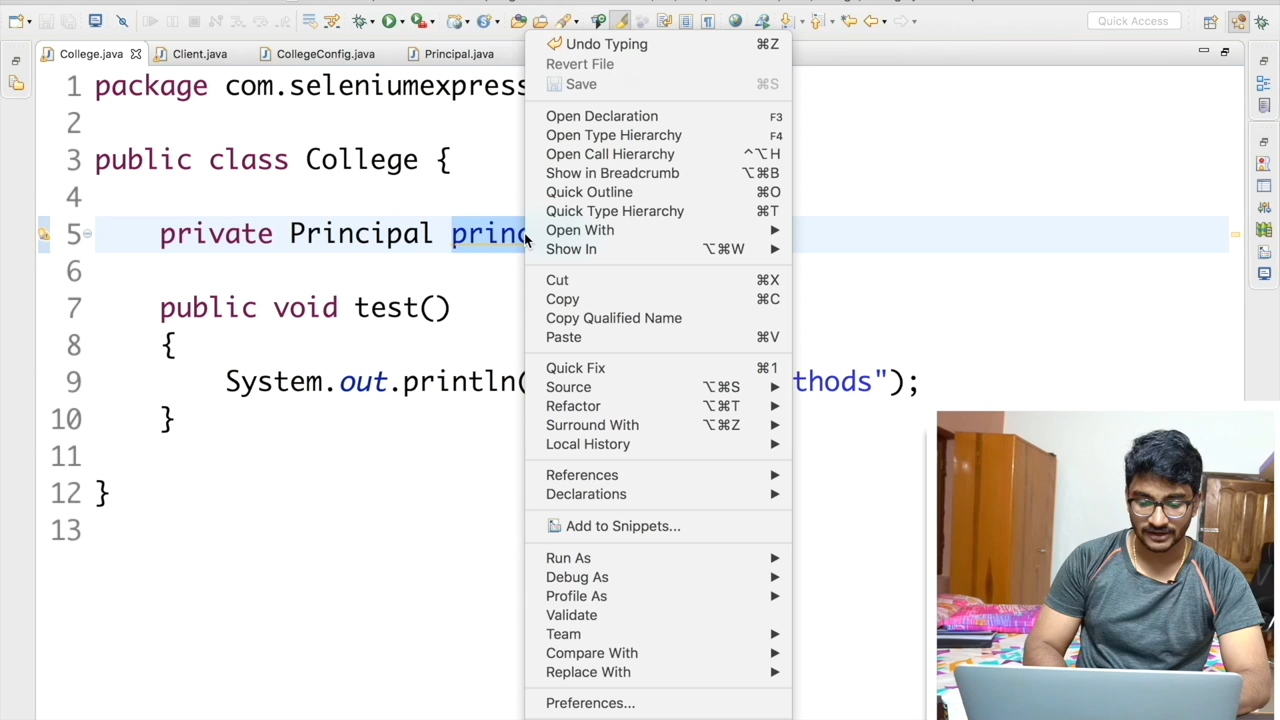 Quick Access
College.java
Client.java
CollegeConfig.java
Principal.java
1 package com.seleniumexpress
2
3 public class College {
4
5 private Principal princ
6
7 public void test()
8 {
9 System.out.println( thods");
10 }
11
12 }
13
Undo Typing ⌘Z
Revert File
Save ⌘S
Open Declaration F3
Open Type Hierarchy F4
Open Call Hierarchy ^⌥H
Show in Breadcrumb ⌥⌘B
Quick Outline ⌘O
Quick Type Hierarchy ⌘T
Open With
Show In ⌥⌘W
Cut ⌘X
Copy ⌘C
Copy Qualified Name
Paste ⌘V
Quick Fix ⌘1
Source ⌥⌘S
Refactor ⌥⌘T
Surround With ⌥⌘Z
Local History
References
Declarations
Add to Snippets...
Run As
Debug As
Profile As
Validate
Team
Compare With
Replace With
Preferences...